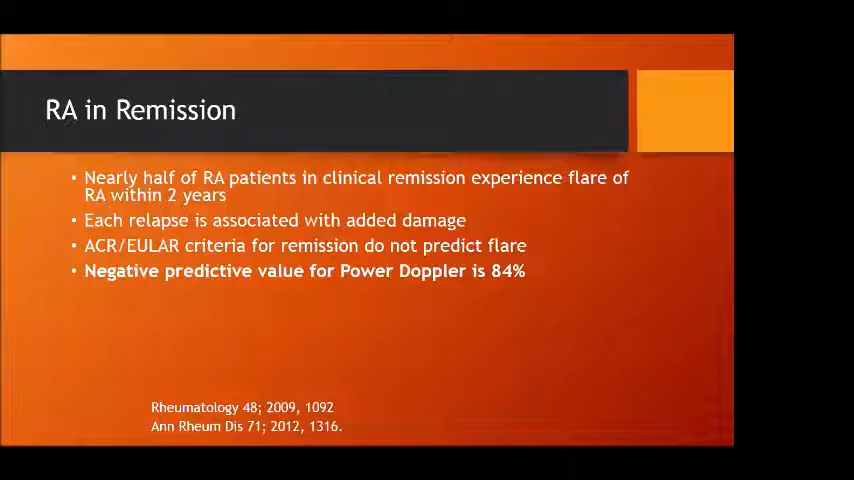 RA in Remission
• Nearly half of RA patients in clinical remission experience flare of
RA within 2 years
• Each relapse is associated with added damage
• ACR/EULAR criteria for remission do not predict flare
• Negative predictive value for Power Doppler is 84%
Rheumatology 48; 2009, 1092
Ann Rheum Dis 71; 2012, 1316.